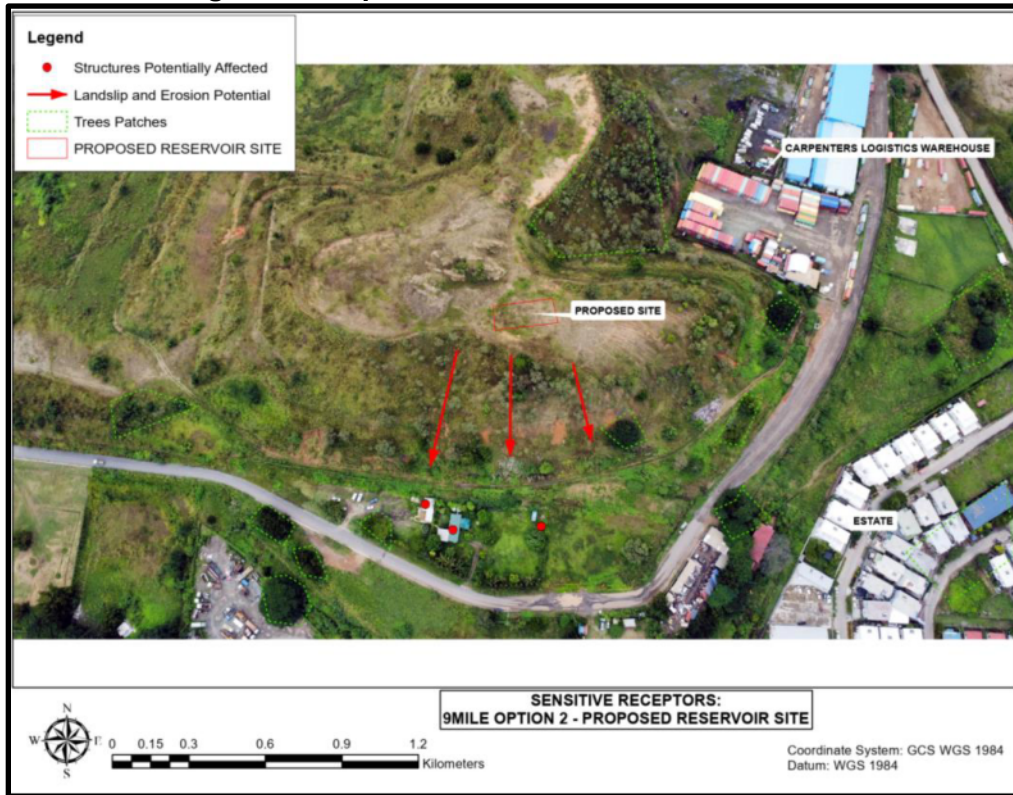 Legend
Structures Potentially Affected
Landslip and Erosion Potential
Trees Patches
PROPOSED RESERVOIR SITE
CARPENTERS LOGISTICS WAREHOUSE
PROPOSED SITE
ESTATE
SENSITIVE RECEPTORS:
9MILE OPTION 2 - PROPOSED RESERVOIR SITE
N
W
E
S
0 0.15 0.3 0.6 0.9 1.2
Kilometers
Coordinate System: GCS WGS 1984
Datum: WGS 1984